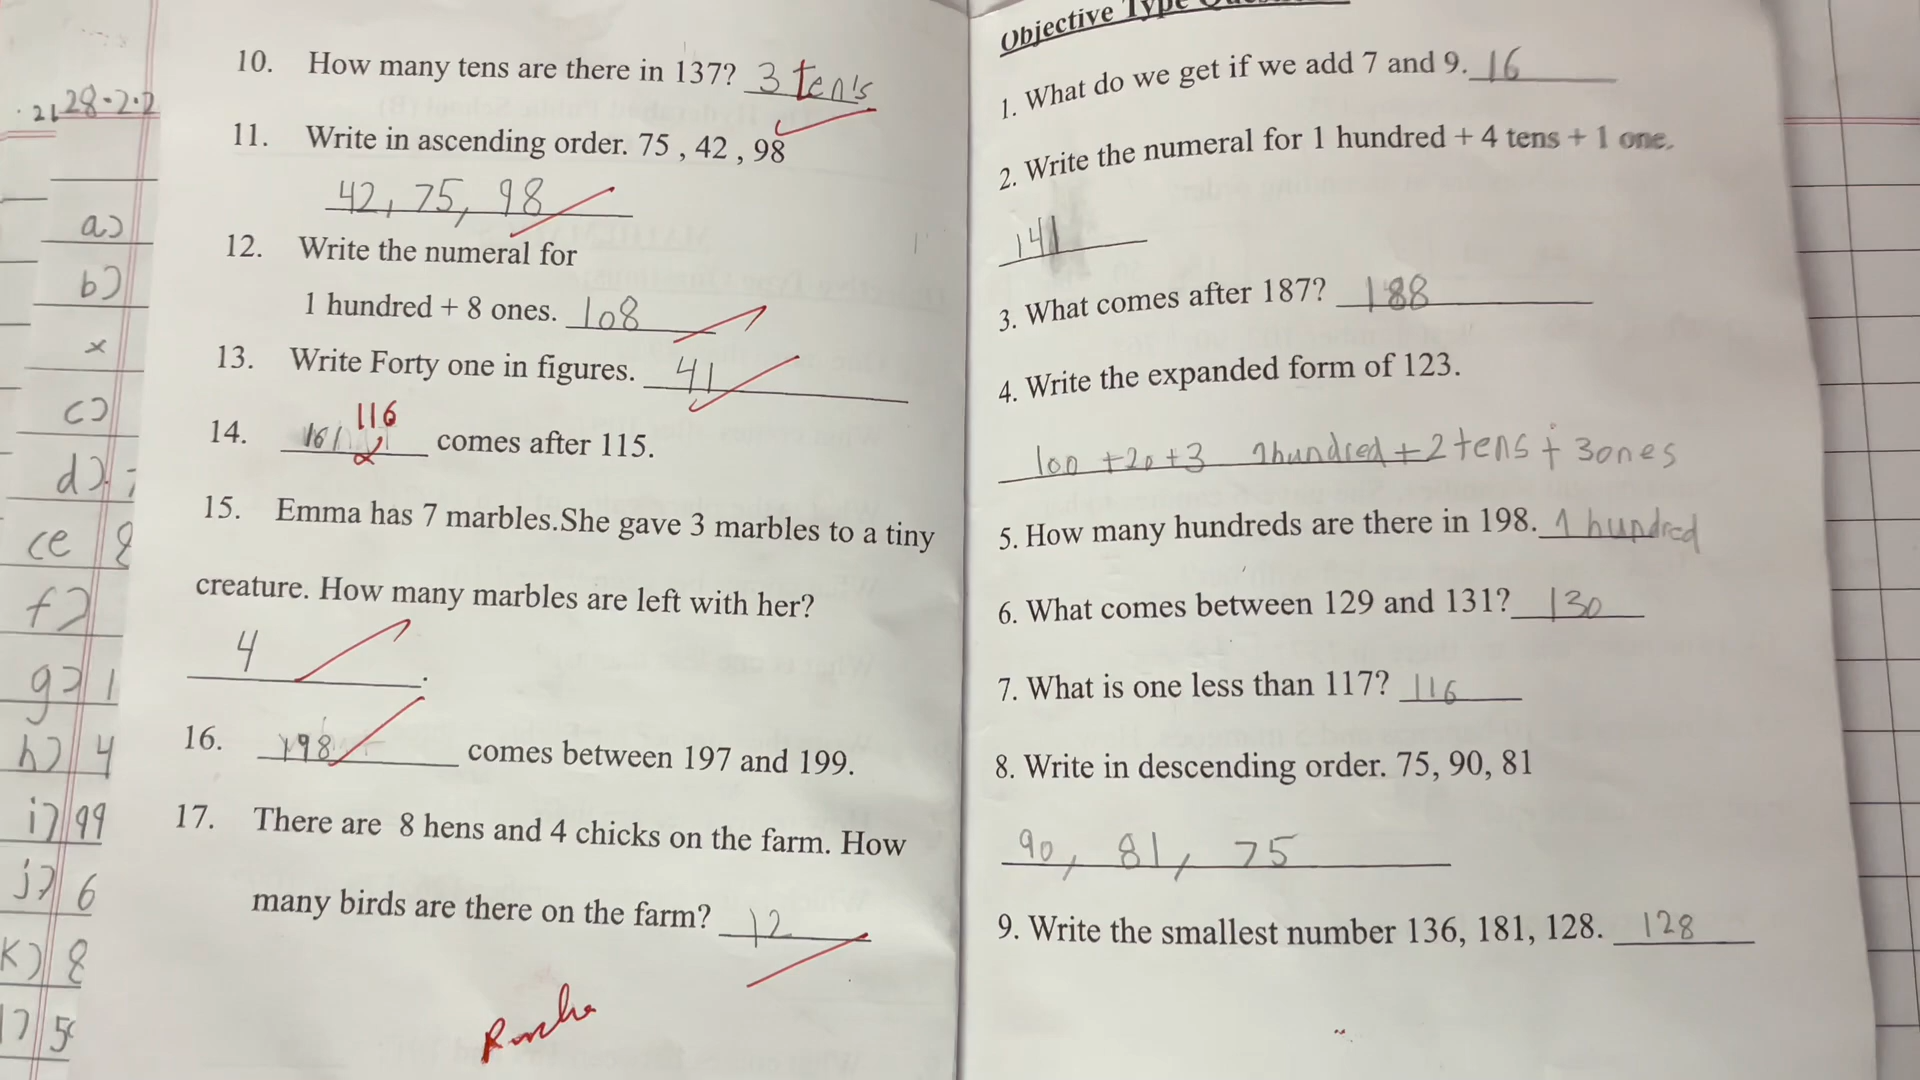 28.2.2
a)
b)
x
c)
d)
ce 8
f)
g) 1
h) 4
i) 99
j) 6
k) 8
10. How many tens are there in 137? 3 ten's
11. Write in ascending order. 75 , 42 , 98
42, 75, 98
12. Write the numeral for
1 hundred + 8 ones. 108
13. Write Forty one in figures. 41
116
14. 161 comes after 115.
15. Emma has 7 marbles.She gave 3 marbles to a tiny
creature. How many marbles are left with her?
4 .
16. 198 comes between 197 and 199.
17. There are 8 hens and 4 chicks on the farm. How
many birds are there on the farm? 12
Objective Type
1. What do we get if we add 7 and 9. 16
2. Write the numeral for 1 hundred + 4 tens + 1 one.
141
3. What comes after 187? 188
4. Write the expanded form of 123.
100 +20 +3 1hundred + 2 tens + 3ones
5. How many hundreds are there in 198. 1 hundred
6. What comes between 129 and 131? 130
7. What is one less than 117? 116
8. Write in descending order. 75, 90, 81
90, 81, 75
9. Write the smallest number 136, 181, 128. 128